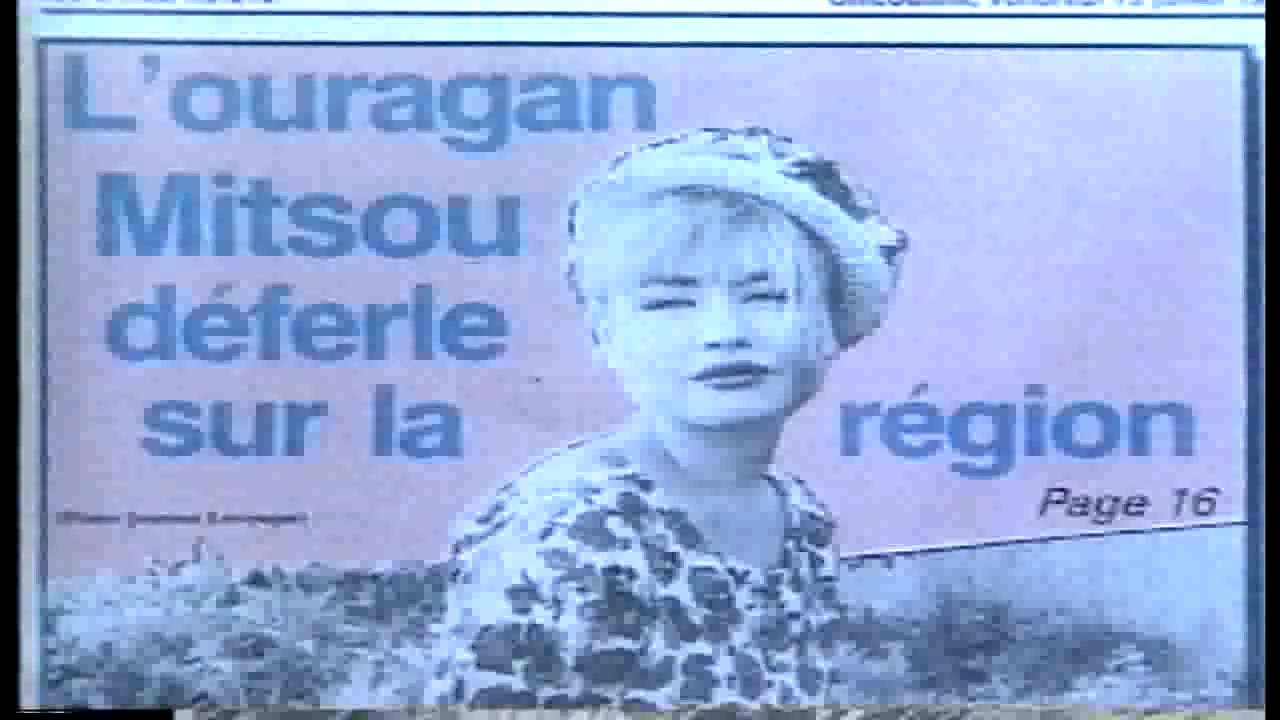 L'ouragan
Mitsou
déferle
sur la région
Page 16